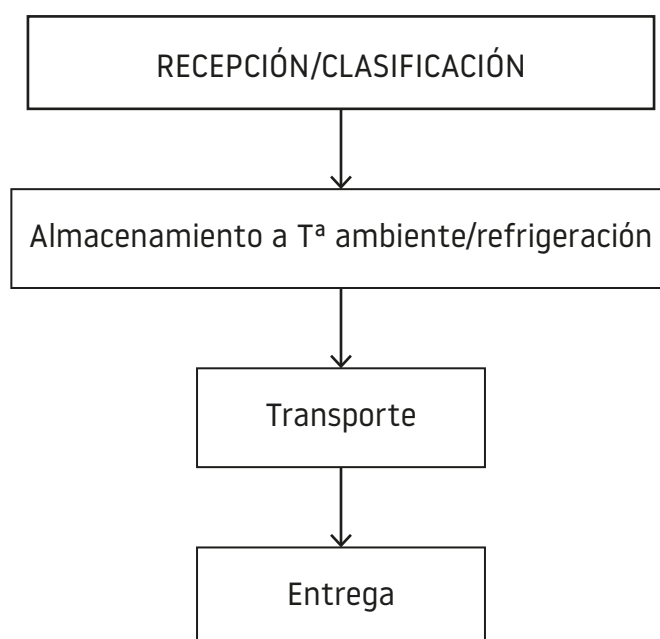 RECEPCIÓN/CLASIFICACIÓN
Almacenamiento a Tª ambiente/refrigeración
Transporte
Entrega